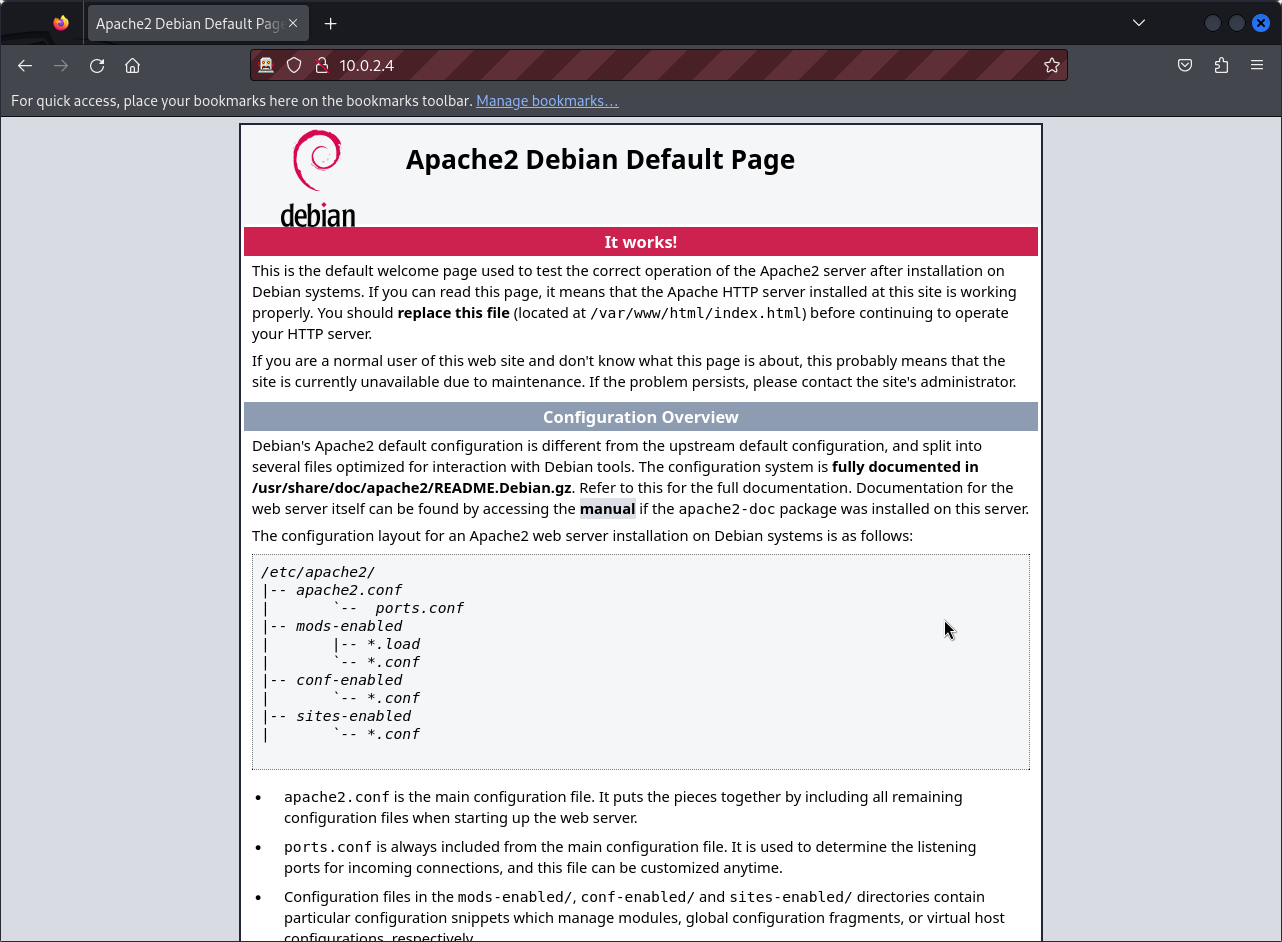 Apache2 Debian Default Page
10.0.2.4
For quick access, place your bookmarks here on the bookmarks toolbar. Manage bookmarks…
debian
Apache2 Debian Default Page
It works!
This is the default welcome page used to test the correct operation of the Apache2 server after installation on
Debian systems. If you can read this page, it means that the Apache HTTP server installed at this site is working
properly. You should replace this file (located at /var/www/html/index.html) before continuing to operate
your HTTP server.
If you are a normal user of this web site and don't know what this page is about, this probably means that the
site is currently unavailable due to maintenance. If the problem persists, please contact the site's administrator.
Configuration Overview
Debian's Apache2 default configuration is different from the upstream default configuration, and split into
several files optimized for interaction with Debian tools. The configuration system is fully documented in
/usr/share/doc/apache2/README.Debian.gz. Refer to this for the full documentation. Documentation for the
web server itself can be found by accessing the manual if the apache2-doc package was installed on this server.
The configuration layout for an Apache2 web server installation on Debian systems is as follows:
/etc/apache2/
|-- apache2.conf
|       `--  ports.conf
|-- mods-enabled
|       |-- *.load
|       `-- *.conf
|-- conf-enabled
|       `-- *.conf
|-- sites-enabled
|       `-- *.conf
• apache2.conf is the main configuration file. It puts the pieces together by including all remaining
configuration files when starting up the web server.
• ports.conf is always included from the main configuration file. It is used to determine the listening
ports for incoming connections, and this file can be customized anytime.
• Configuration files in the mods-enabled/, conf-enabled/ and sites-enabled/ directories contain
particular configuration snippets which manage modules, global configuration fragments, or virtual host
configurations, respectively.